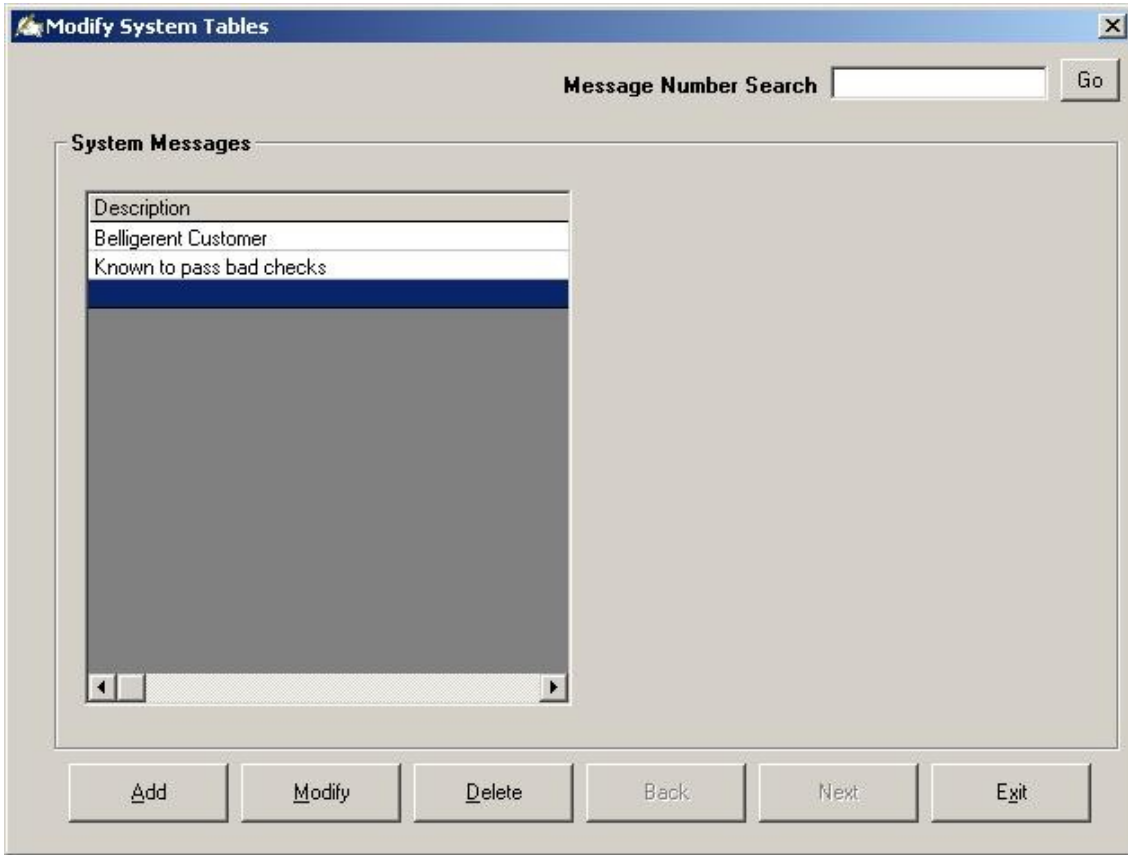 Modify System Tables
Message Number Search Go
System Messages
Description
Belligerent Customer
Known to pass bad checks
Add Modify Delete Back Next Exit